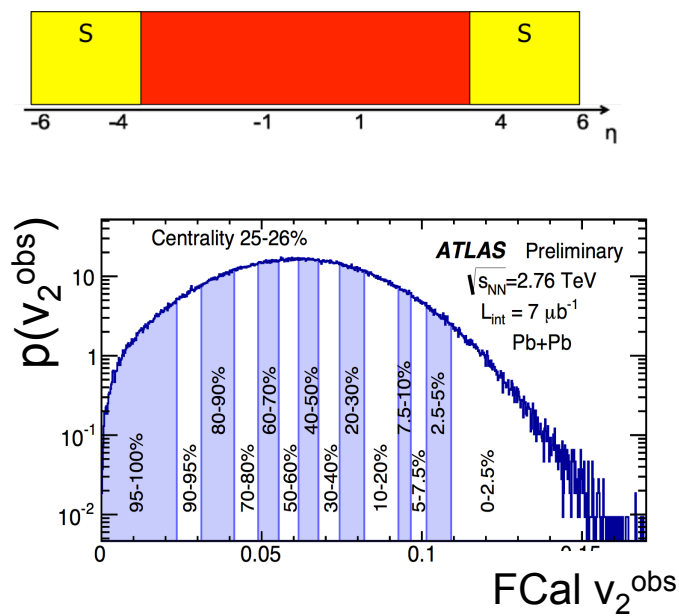 S S
-6 -4 -1 1 4 6 η
p(v₂ᵒᵇˢ)
Centrality 25-26%
ATLAS Preliminary
√sNN=2.76 TeV
Lint = 7 μb⁻¹
Pb+Pb
10
1
10⁻¹
10⁻²
95-100%
90-95%
80-90%
70-80%
60-70%
50-60%
40-50%
30-40%
20-30%
10-20%
7.5-10%
5-7.5%
2.5-5%
0-2.5%
0 0.05 0.1 0.15
FCal v₂ᵒᵇˢ